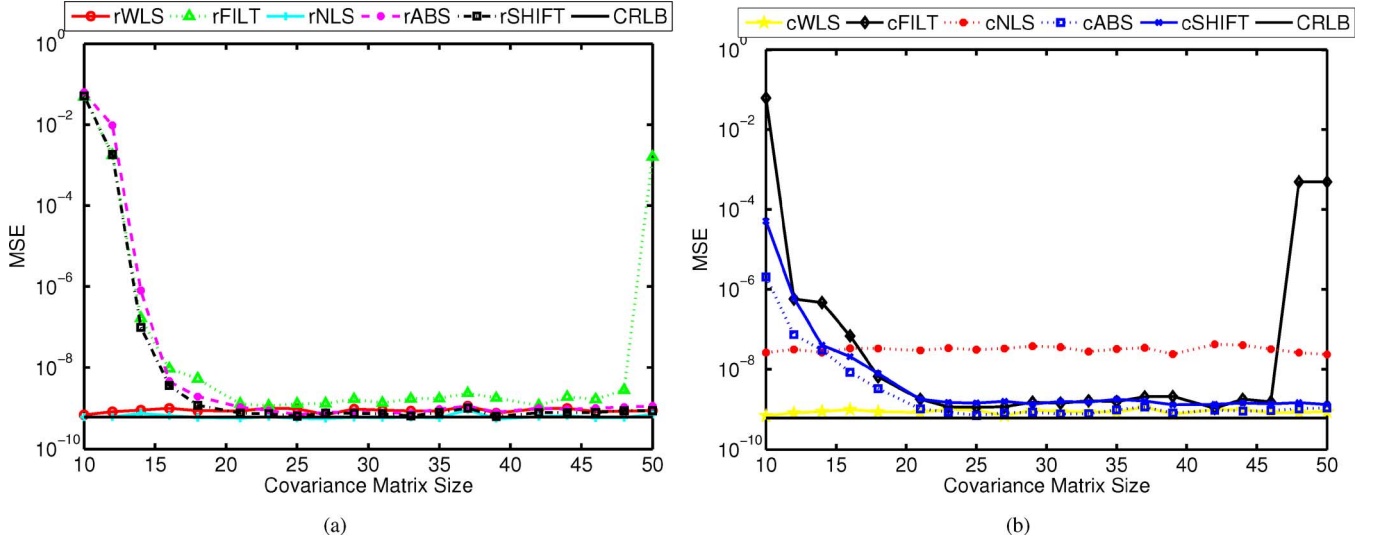 rWLS rFILT rNLS rABS rSHIFT CRLB
10^0
10^-2
10^-4
10^-6
10^-8
10^-10
MSE
10 15 20 25 30 35 40 45 50
Covariance Matrix Size
(a)
cWLS cFILT cNLS cABS cSHIFT CRLB
10^0
10^-2
10^-4
10^-6
10^-8
10^-10
MSE
10 15 20 25 30 35 40 45 50
Covariance Matrix Size
(b)